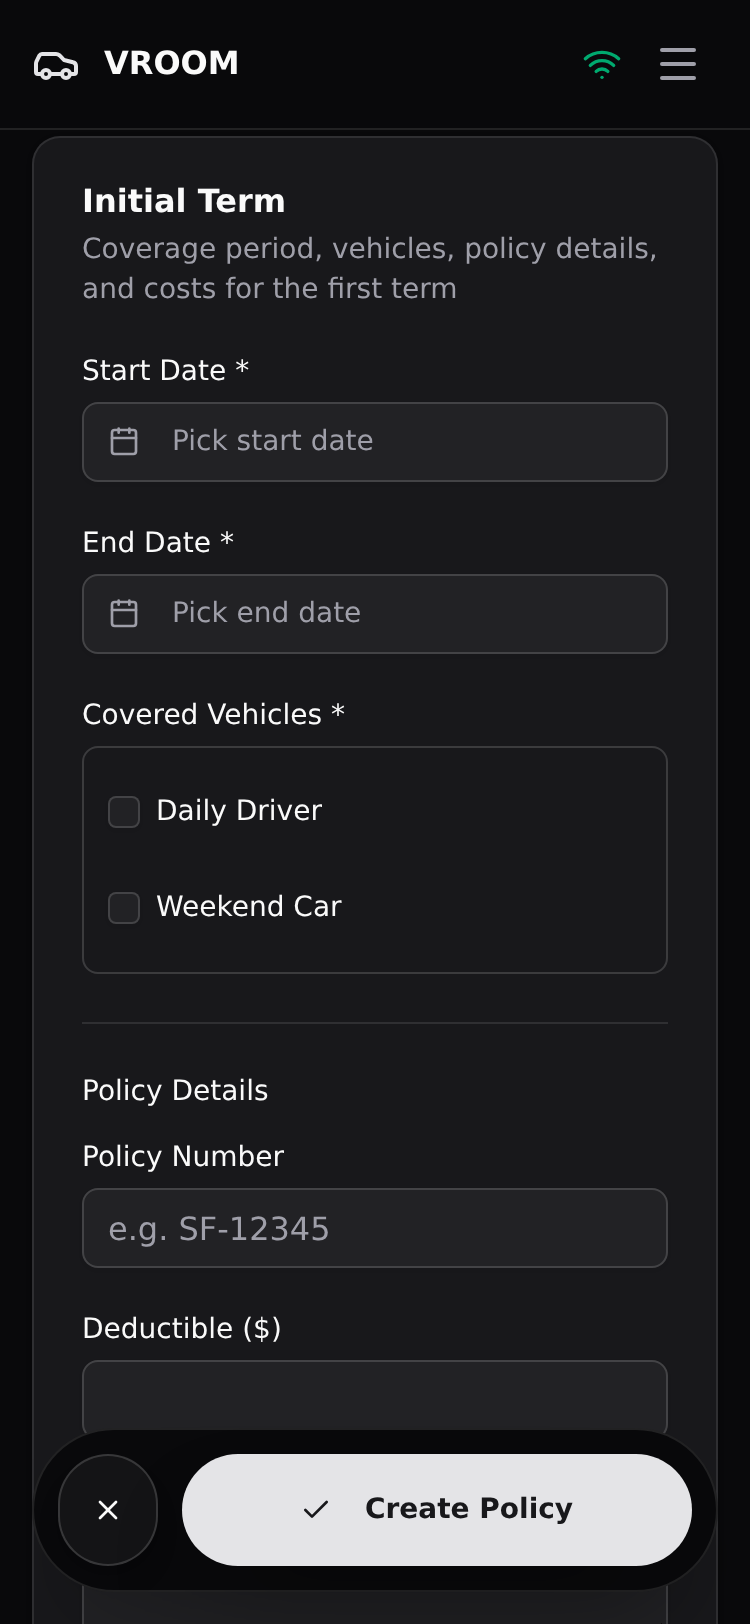 VROOM
Initial Term
Coverage period, vehicles, policy details,
and costs for the first term
Start Date *
Pick start date
End Date *
Pick end date
Covered Vehicles *
Daily Driver
Weekend Car
Policy Details
Policy Number
e.g. SF-12345
Deductible ($)
Create Policy